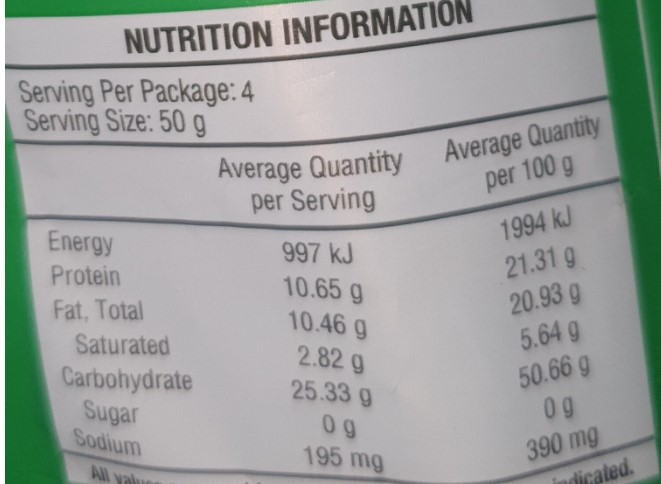 NUTRITION INFORMATION
Serving Per Package: 4
Serving Size: 50 g
Average Quantity per Serving Average Quantity per 100 g
Energy 997 kJ 1994 kJ
Protein 10.65 g 21.31 g
Fat, Total 10.46 g 20.93 g
Saturated 2.82 g 5.64 g
Carbohydrate 25.33 g 50.66 g
Sugar 0 g 0 g
Sodium 195 mg 390 mg
All